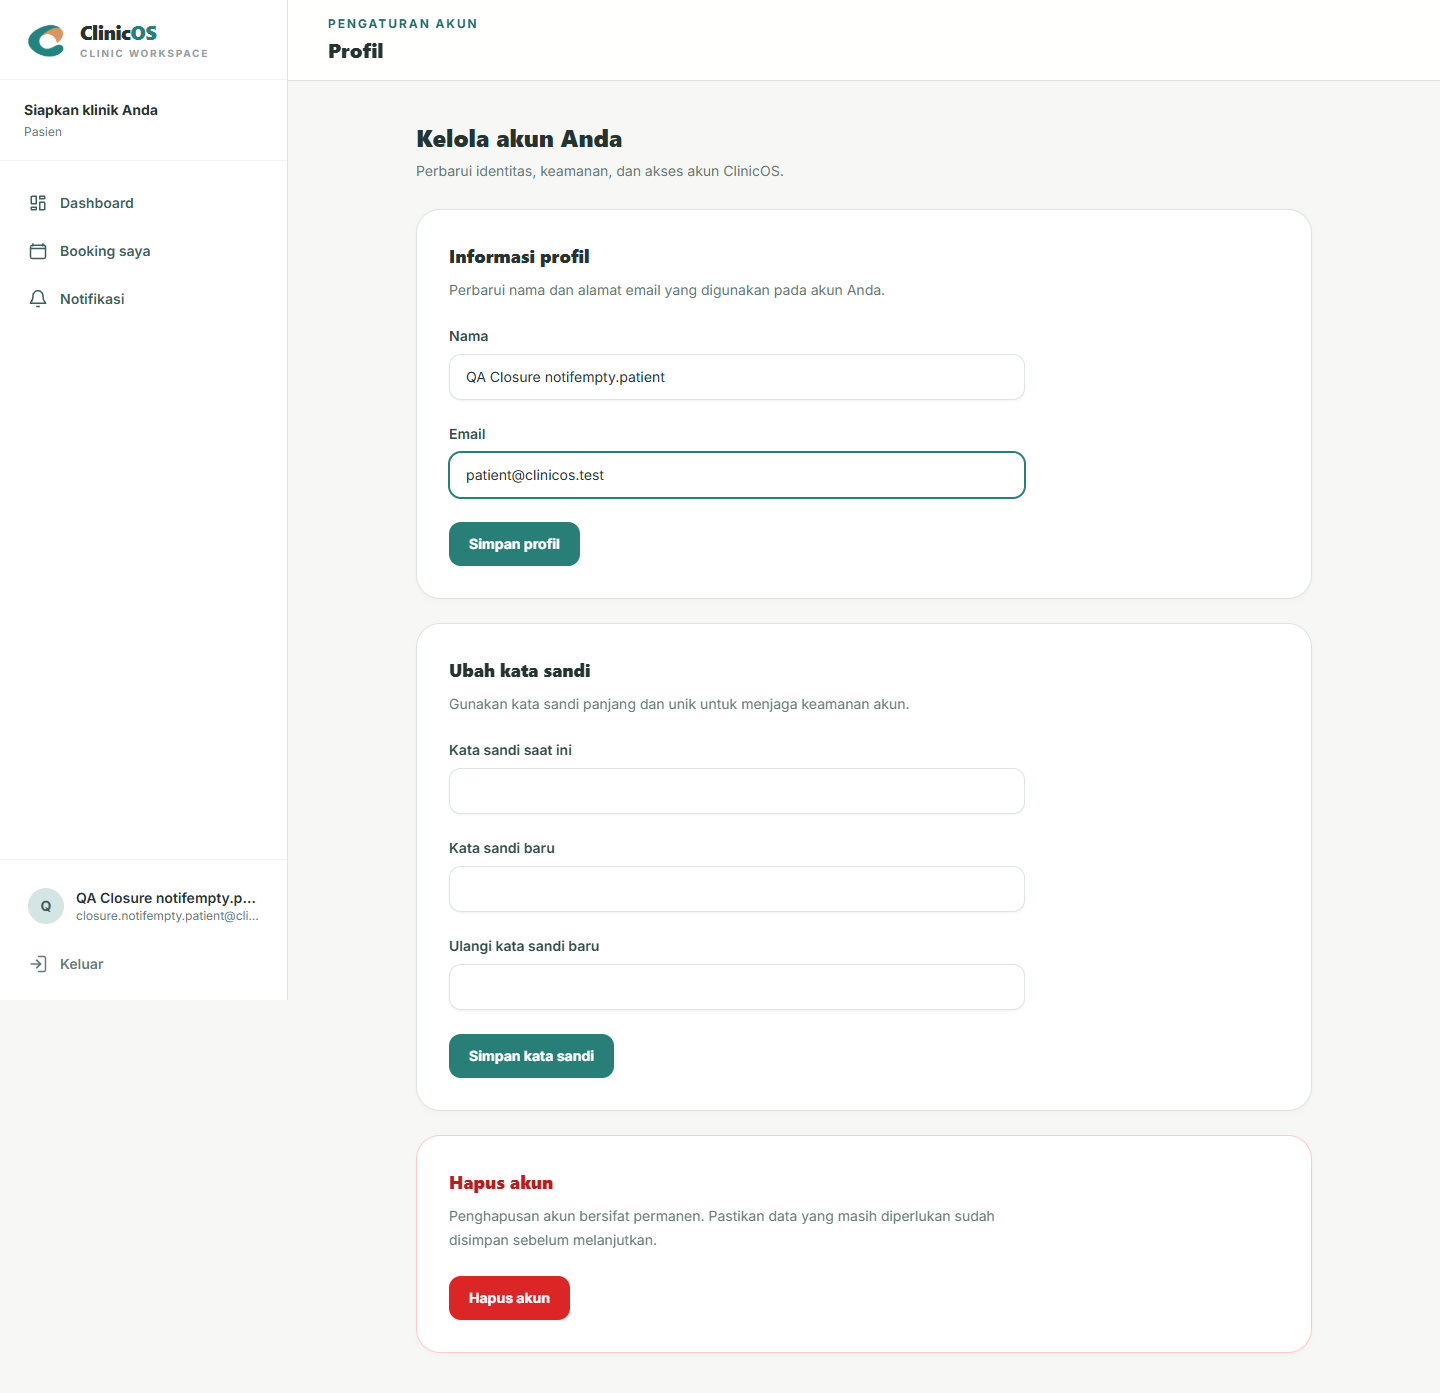 ClinicOS
CLINIC WORKSPACE
Siapkan klinik Anda
Pasien
Dashboard
Booking saya
Notifikasi
QA Closure notifempty.p...
closure.notifempty.patient@cli...
Keluar
PENGATURAN AKUN
Profil
Kelola akun Anda
Perbarui identitas, keamanan, dan akses akun ClinicOS.
Informasi profil
Perbarui nama dan alamat email yang digunakan pada akun Anda.
Nama
QA Closure notifempty.patient
Email
patient@clinicos.test
Simpan profil
Ubah kata sandi
Gunakan kata sandi panjang dan unik untuk menjaga keamanan akun.
Kata sandi saat ini
Kata sandi baru
Ulangi kata sandi baru
Simpan kata sandi
Hapus akun
Penghapusan akun bersifat permanen. Pastikan data yang masih diperlukan sudah
disimpan sebelum melanjutkan.
Hapus akun
Q